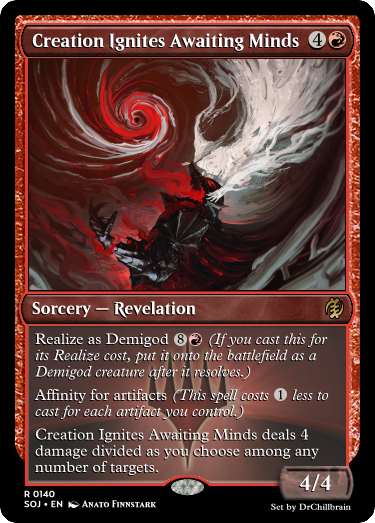 Creation Ignites Awaiting Minds 4
Sorcery — Revelation
Realize as Demigod 8 (If you cast this for
its Realize cost, put it onto the battlefield as a
Demigod creature after it resolves.)
Affinity for artifacts (This spell costs 1 less to
cast for each artifact you control.)
Creation Ignites Awaiting Minds deals 4
damage divided as you choose among any
number of targets.
4/4
R 0140
SOJ • EN Anato Finnstark
Set by DrChillbrain